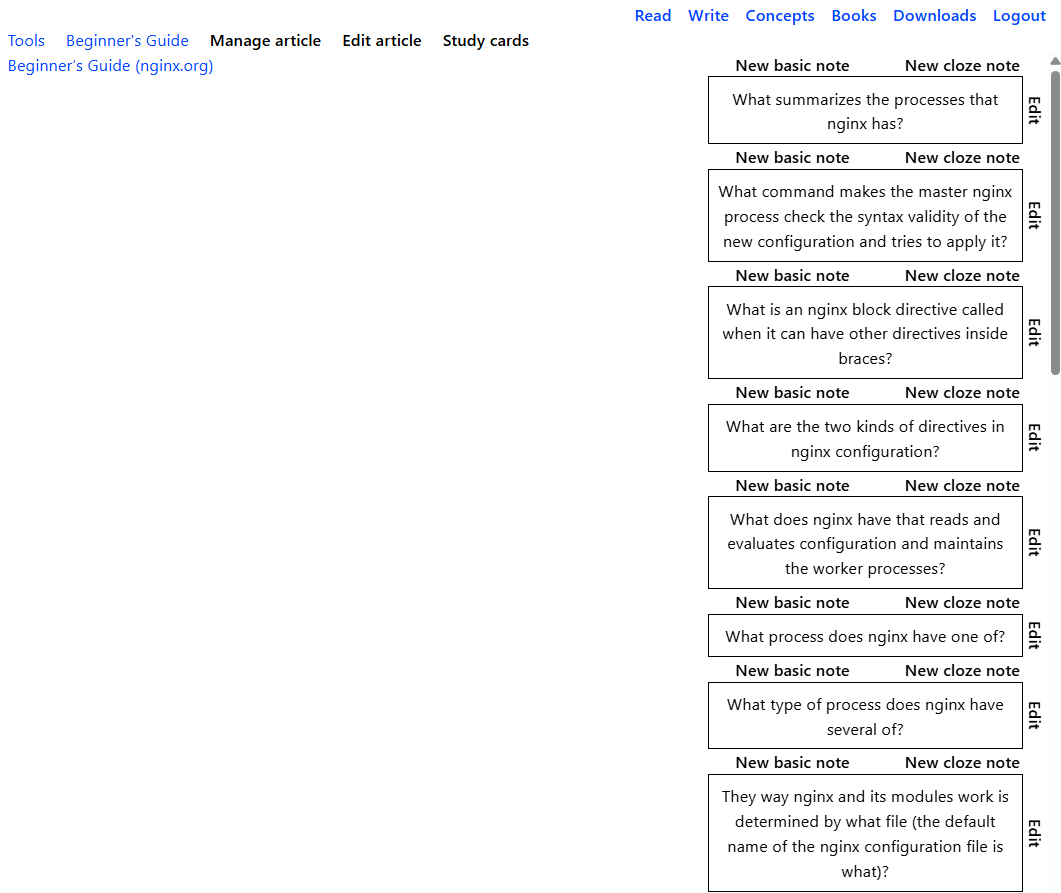 Read Write Concepts Books Downloads Logout
Tools Beginner's Guide Manage article Edit article Study cards
Beginner's Guide (nginx.org)
New basic note New cloze note
What summarizes the processes that
nginx has?
Edit
New basic note New cloze note
What command makes the master nginx
process check the syntax validity of the
new configuration and tries to apply it?
Edit
New basic note New cloze note
What is an nginx block directive called
when it can have other directives inside
braces?
Edit
New basic note New cloze note
What are the two kinds of directives in
nginx configuration?
Edit
New basic note New cloze note
What does nginx have that reads and
evaluates configuration and maintains
the worker processes?
Edit
New basic note New cloze note
What process does nginx have one of?
Edit
New basic note New cloze note
What type of process does nginx have
several of?
Edit
New basic note New cloze note
They way nginx and its modules work is
determined by what file (the default
name of the nginx configuration file is
what)?
Edit